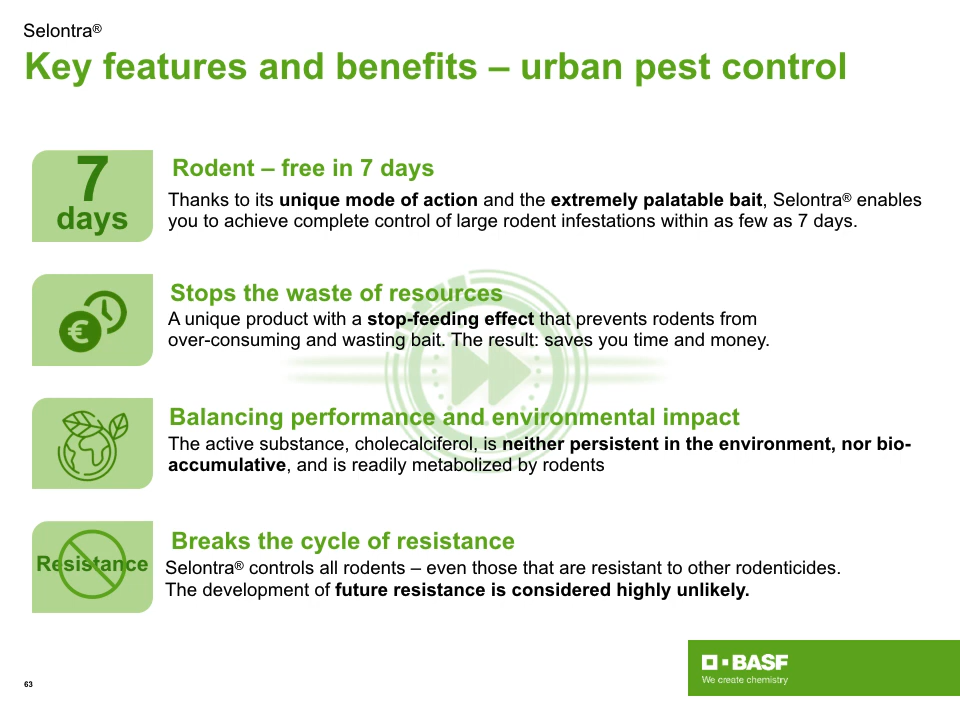 Selontra®
Key features and benefits – urban pest control
7
days
Rodent – free in 7 days
Thanks to its unique mode of action and the extremely palatable bait, Selontra® enables
you to achieve complete control of large rodent infestations within as few as 7 days.
€
Stops the waste of resources
A unique product with a stop-feeding effect that prevents rodents from
over-consuming and wasting bait. The result: saves you time and money.
Balancing performance and environmental impact
The active substance, cholecalciferol, is neither persistent in the environment, nor bio-
accumulative, and is readily metabolized by rodents
Resistance
Breaks the cycle of resistance
Selontra® controls all rodents – even those that are resistant to other rodenticides.
The development of future resistance is considered highly unlikely.
BASF
We create chemistry
63